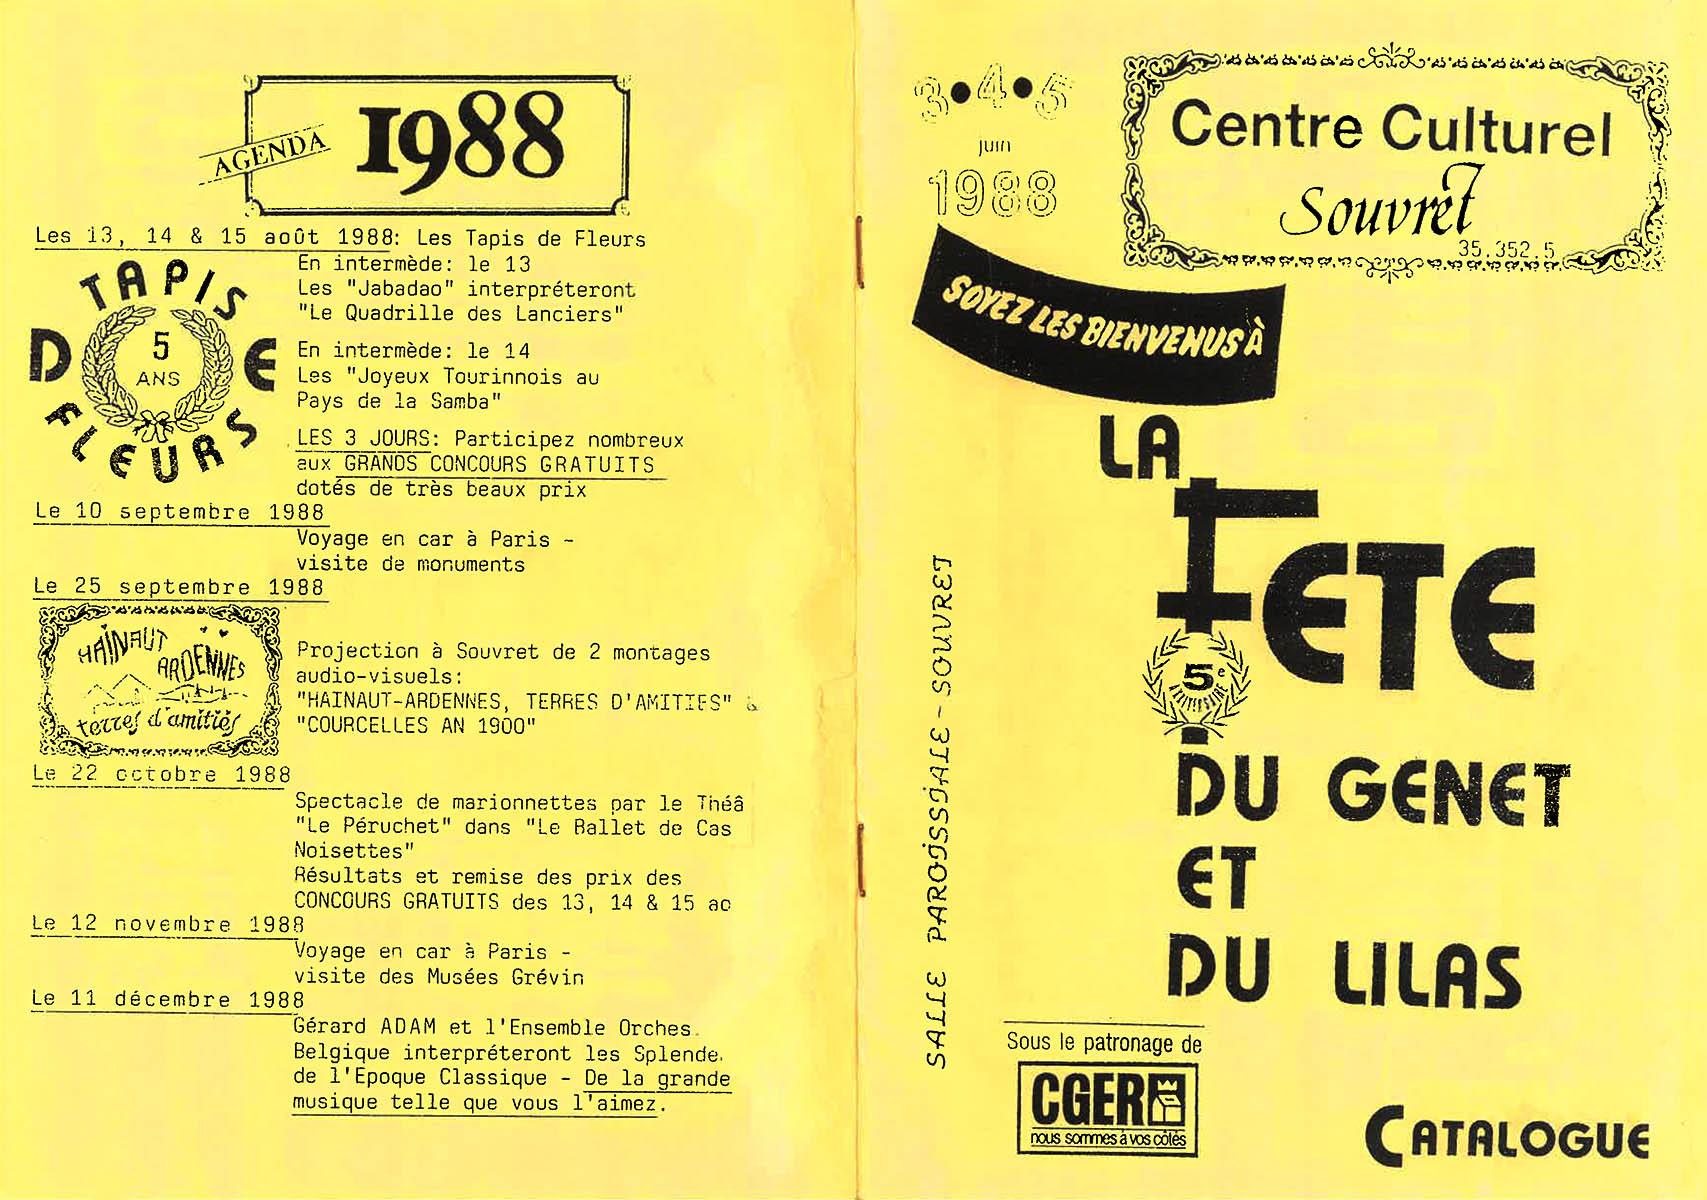 AGENDA
1988
Les 13, 14 & 15 août 1988: Les Tapis de Fleurs
TAPIS
DE
FLEURS
5
ANS
En intermède: le 13
Les "Jabadao" interpréteront
"Le Quadrille des Lanciers"
En intermède: le 14
Les "Joyeux Tourinnois au
Pays de la Samba"
LES 3 JOURS: Participez nombreux
aux GRANDS CONCOURS GRATUITS
dotés de très beaux prix
Le 10 septembre 1988
Voyage en car à Paris -
visite de monuments
Le 25 septembre 1988
HAINAUT
ARDENNES
terres d'amitiés
Projection à Souvret de 2 montages
audio-visuels:
"HAINAUT-ARDENNES, TERRES D'AMITIES" &
"COURCELLES AN 1900"
Le 22 octobre 1988
Spectacle de marionnettes par le Théâ
"Le Péruchet" dans "Le Ballet de Cas
Noisettes"
Résultats et remise des prix des
CONCOURS GRATUITS des 13, 14 & 15 ao
Le 12 novembre 1988
Voyage en car à Paris -
visite des Musées Grévin
Le 11 décembre 1988
Gérard ADAM et l'Ensemble Orches
Belgique interpréteront les Splende
de l'Epoque Classique - De la grande
musique telle que vous l'aimez.
3•4•5
juin
1988
Centre Culturel
Souvret
35.352.5
SOYEZ LES BIENVENUS À
LA
FETE
5e
ANNIVERSAIRE
DU GENET
ET
DU LILAS
SALLE PAROISSIALE - SOUVRET
Sous le patronage de
CGER
nous sommes à vos côtés
CATALOGUE